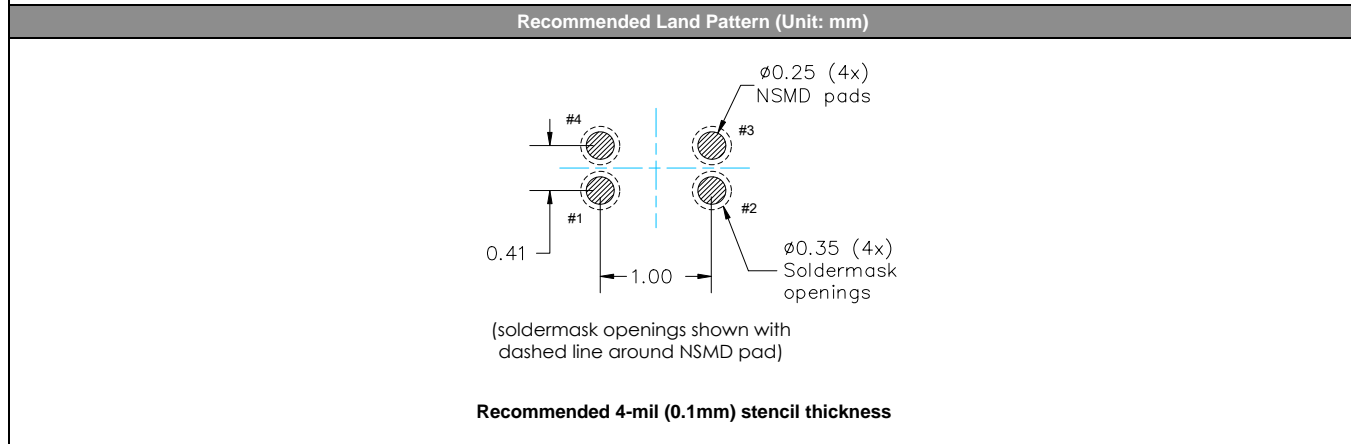 Recommended Land Pattern (Unit: mm)
ø0.25 (4x)
NSMD pads
#4
#3
#1
#2
0.41
1.00
ø0.35 (4x)
Soldermask
openings
(soldermask openings shown with
dashed line around NSMD pad)
Recommended 4-mil (0.1mm) stencil thickness